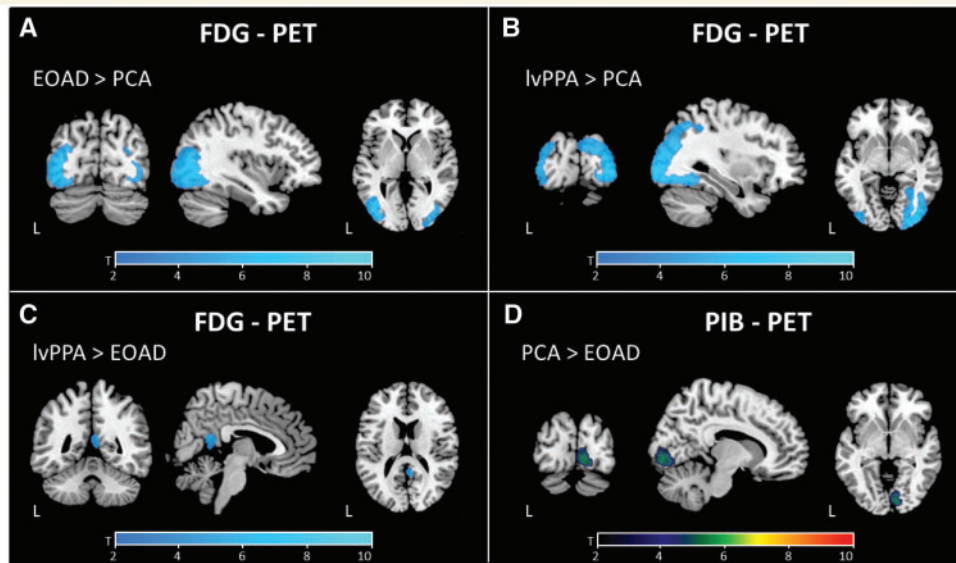 A
FDG - PET
EOAD > PCA
L
L
T
2 4 6 8 10
B
FDG - PET
lvPPA > PCA
L
L
T
2 4 6 8 10
C
FDG - PET
lvPPA > EOAD
L
L
T
2 4 6 8 10
D
PIB - PET
PCA > EOAD
L
L
T
2 4 6 8 10